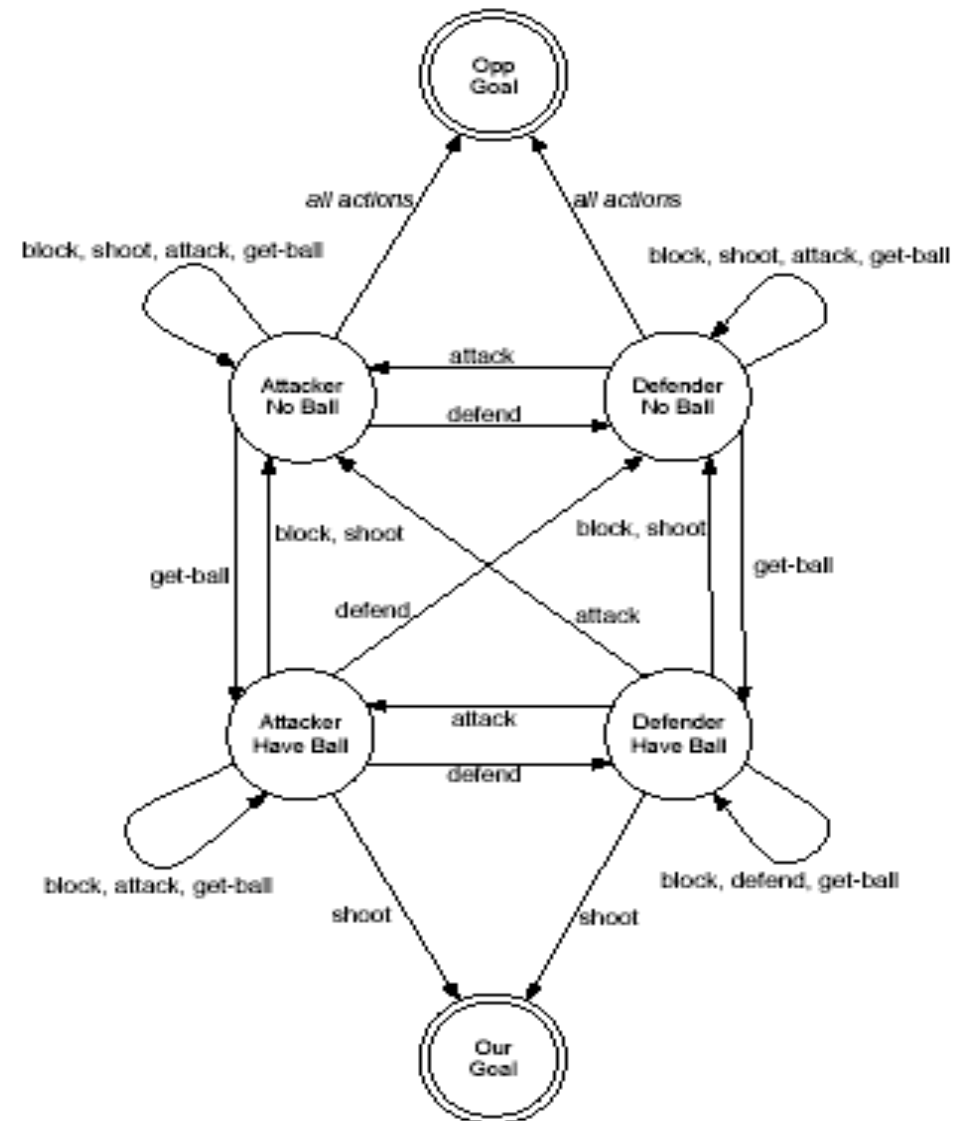 Opp
Goal
all actions
all actions
block, shoot, attack, get-ball
block, shoot, attack, get-ball
attack
Attacker
No Ball
Defender
No Ball
defend
block, shoot
block, shoot
get-ball
get-ball
defend
attack
Attacker
Have Ball
attack
Defender
Have Ball
defend
block, attack, get-ball
block, defend, get-ball
shoot
shoot
Our
Goal